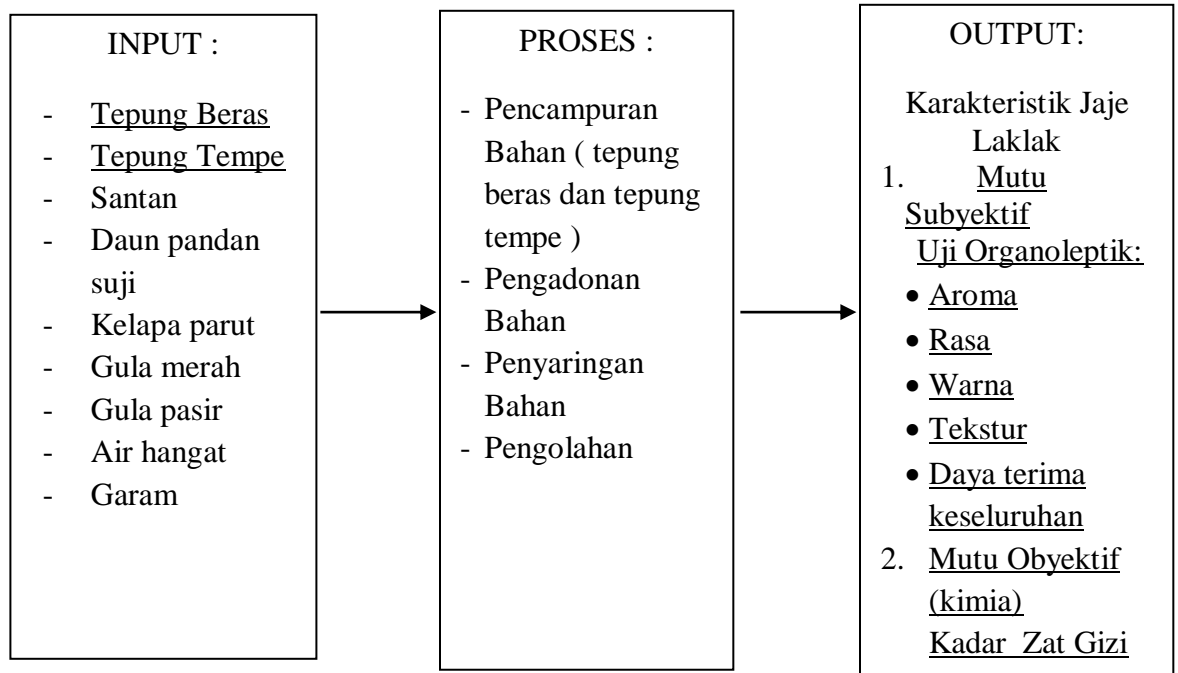 INPUT :
- Tepung Beras
- Tepung Tempe
- Santan
- Daun pandan
suji
- Kelapa parut
- Gula merah
- Gula pasir
- Air hangat
- Garam
PROSES :
- Pencampuran
Bahan ( tepung
beras dan tepung
tempe )
- Pengadonan
Bahan
- Penyaringan
Bahan
- Pengolahan
OUTPUT:
Karakteristik Jaje
Laklak
1. Mutu
Subyektif
Uji Organoleptik:
• Aroma
• Rasa
• Warna
• Tekstur
• Daya terima
keseluruhan
2. Mutu Obyektif
(kimia)
Kadar Zat Gizi